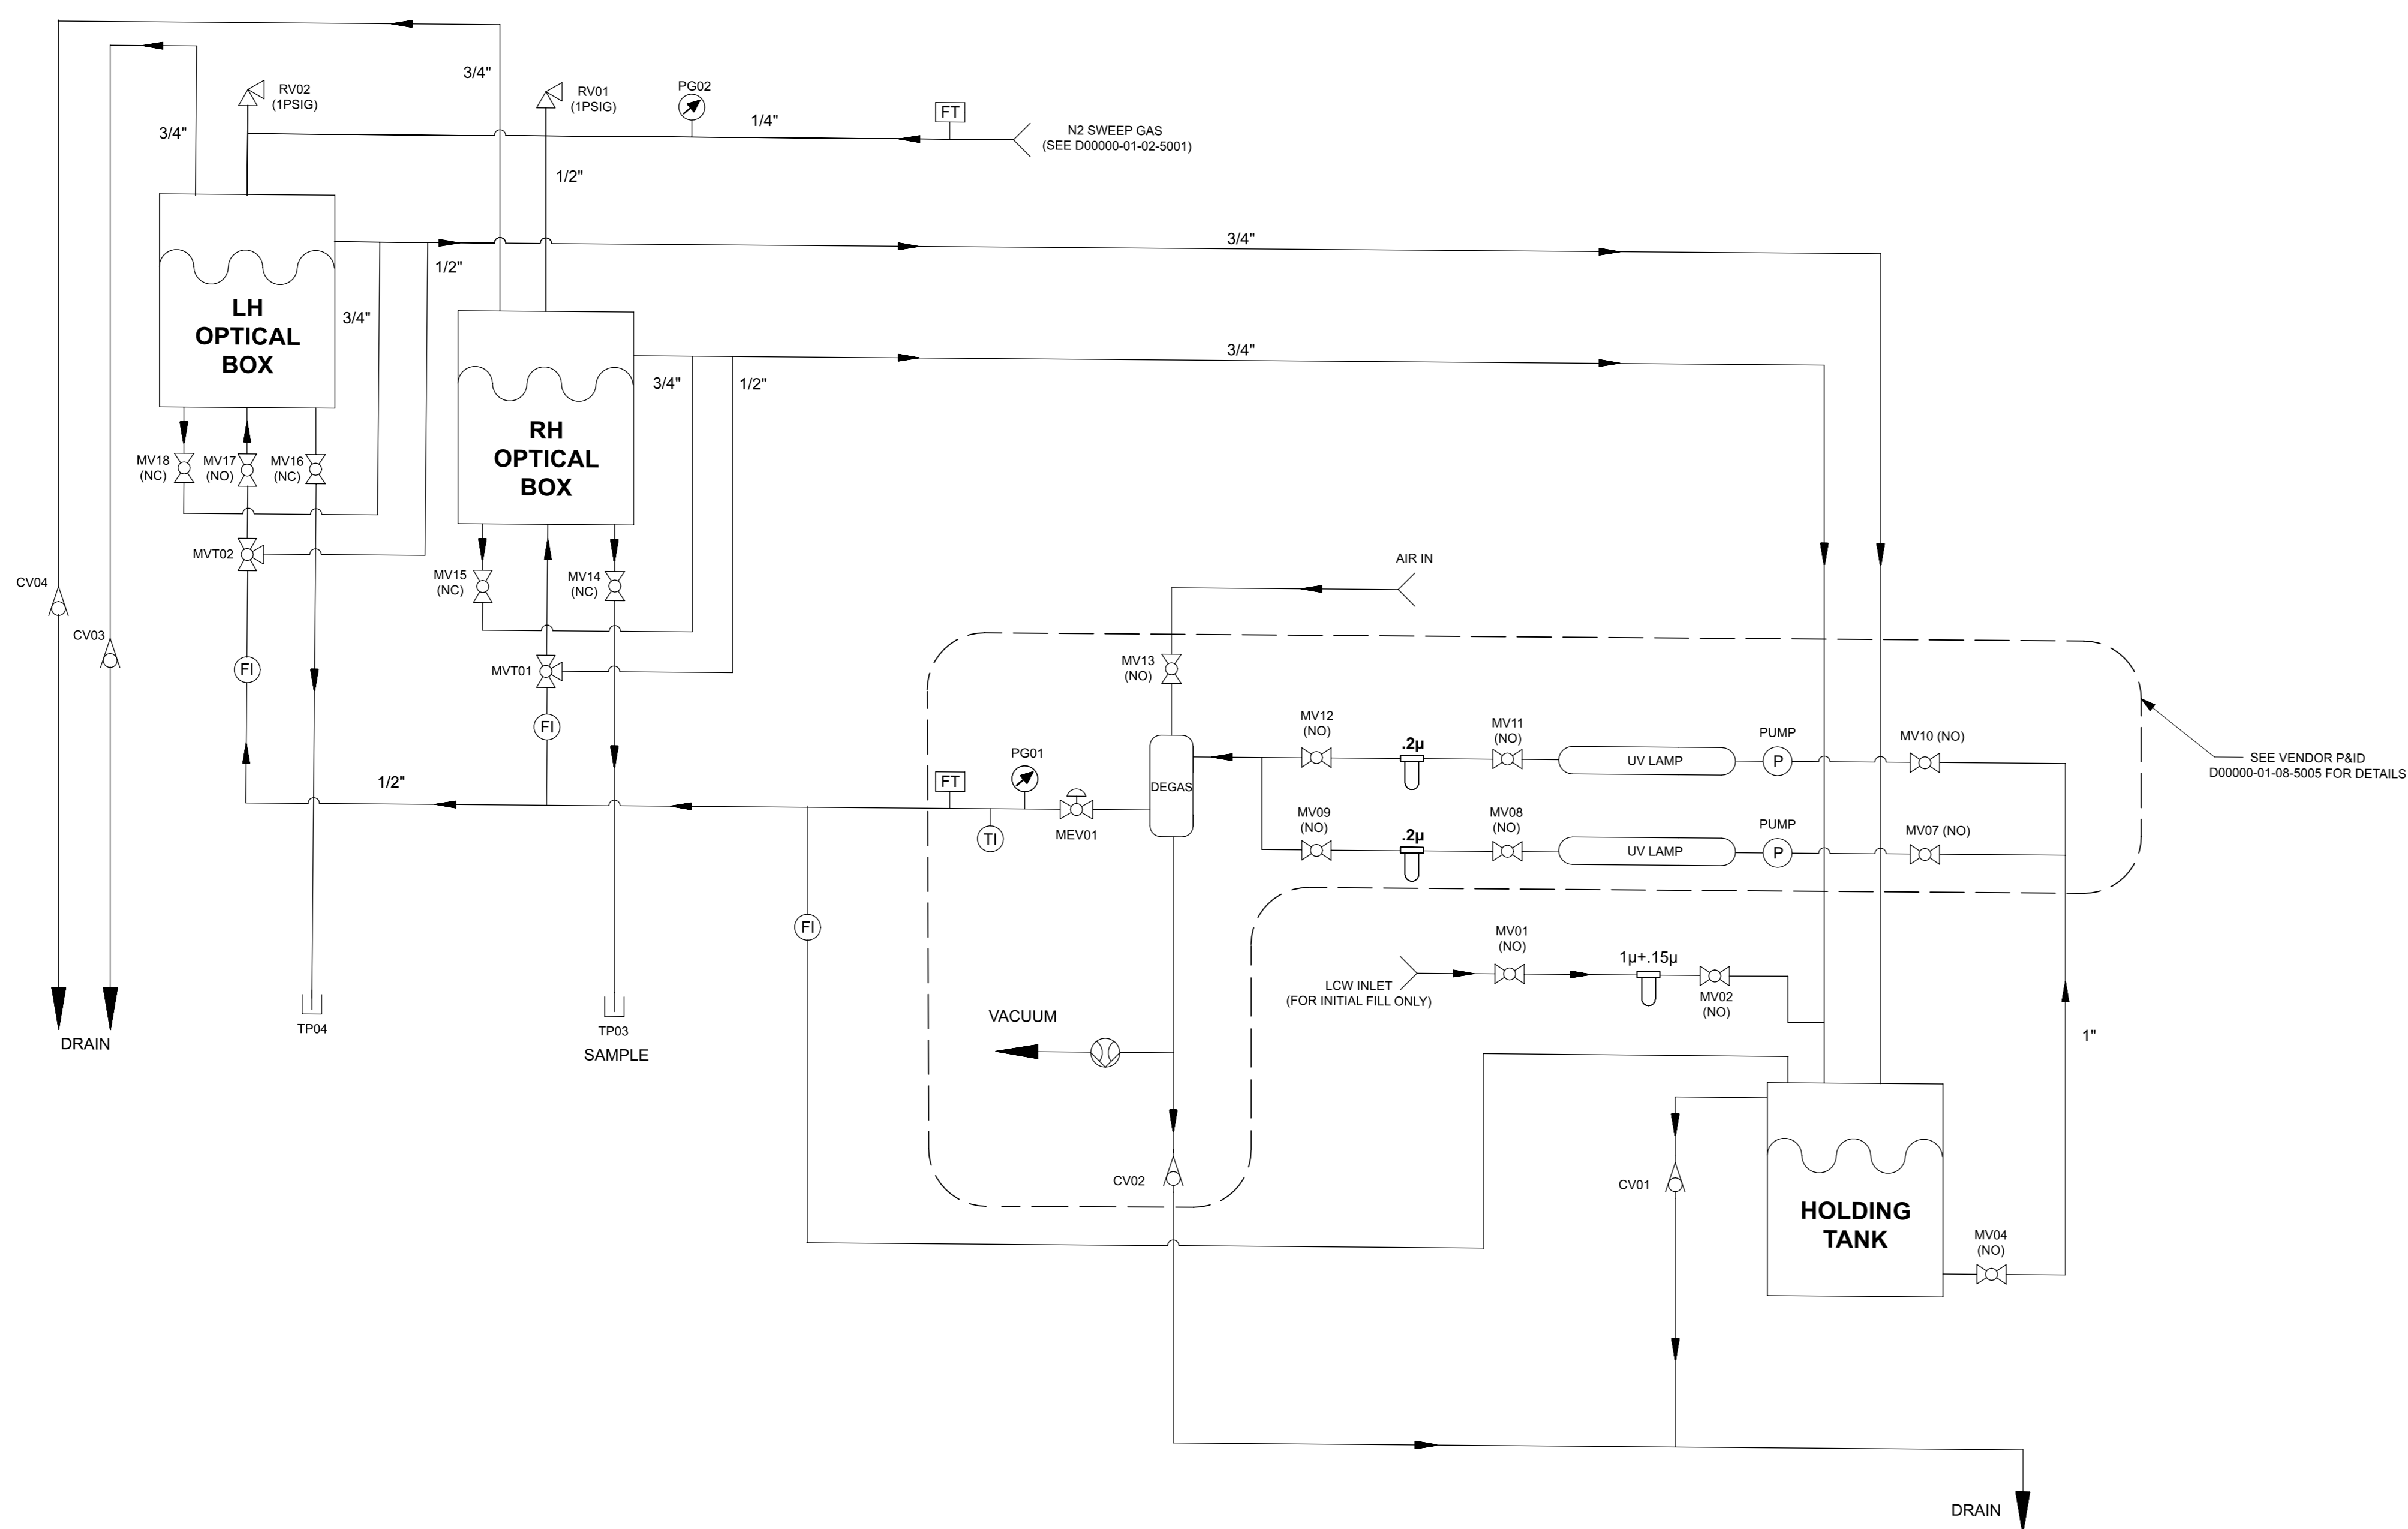 3/4"
RV02
(1PSIG)
RV01
(1PSIG)
PG02
FT
1/4"
3/4"
N2 SWEEP GAS
(SEE D00000-01-02-5001)
1/2"
3/4"
1/2"
LH
OPTICAL
BOX
3/4"
3/4"
3/4"
1/2"
RH
OPTICAL
BOX
MV18
(NC)
MV17
(NO)
MV16
(NC)
MVT02
AIR IN
CV04
MV15
(NC)
MV14
(NC)
CV03
FI
MVT01
MV13
(NO)
FI
MV12
(NO)
MV11
(NO)
PUMP
MV10 (NO)
.2µ
UV LAMP
P
SEE VENDOR P&ID
D00000-01-08-5005 FOR DETAILS
1/2"
FT
PG01
DEGAS
TI
MEV01
MV09
(NO)
MV08
(NO)
PUMP
MV07 (NO)
.2µ
UV LAMP
P
FI
MV01
(NO)
1µ+.15µ
LCW INLET
(FOR INITIAL FILL ONLY)
MV02
(NO)
VACUUM
1"
DRAIN
TP04
TP03
SAMPLE
CV02
CV01
HOLDING
TANK
MV04
(NO)
DRAIN